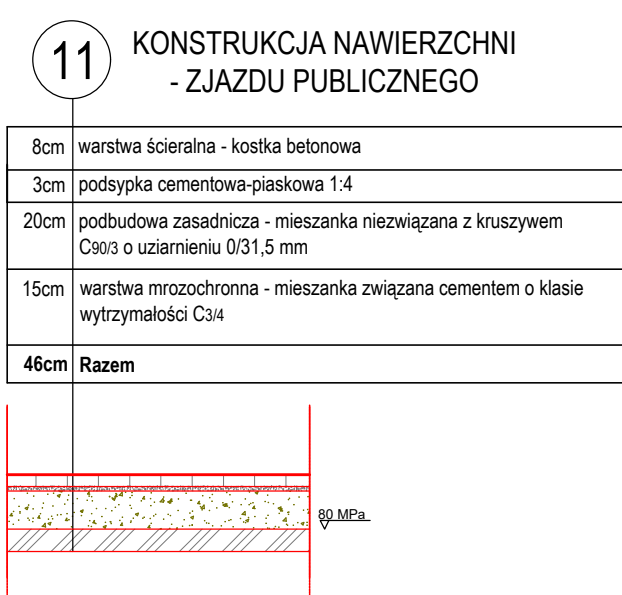 11
KONSTRUKCJA NAWIERZCHNI
- ZJAZDU PUBLICZNEGO
8cm warstwa ścieralna - kostka betonowa
3cm podsypka cementowa-piaskowa 1:4
20cm podbudowa zasadnicza - mieszanka niezwiązana z kruszywem
C90/3 o uziarnieniu 0/31,5 mm
15cm warstwa mrozochronna - mieszanka związana cementem o klasie
wytrzymałości C3/4
46cm Razem
80 MPa